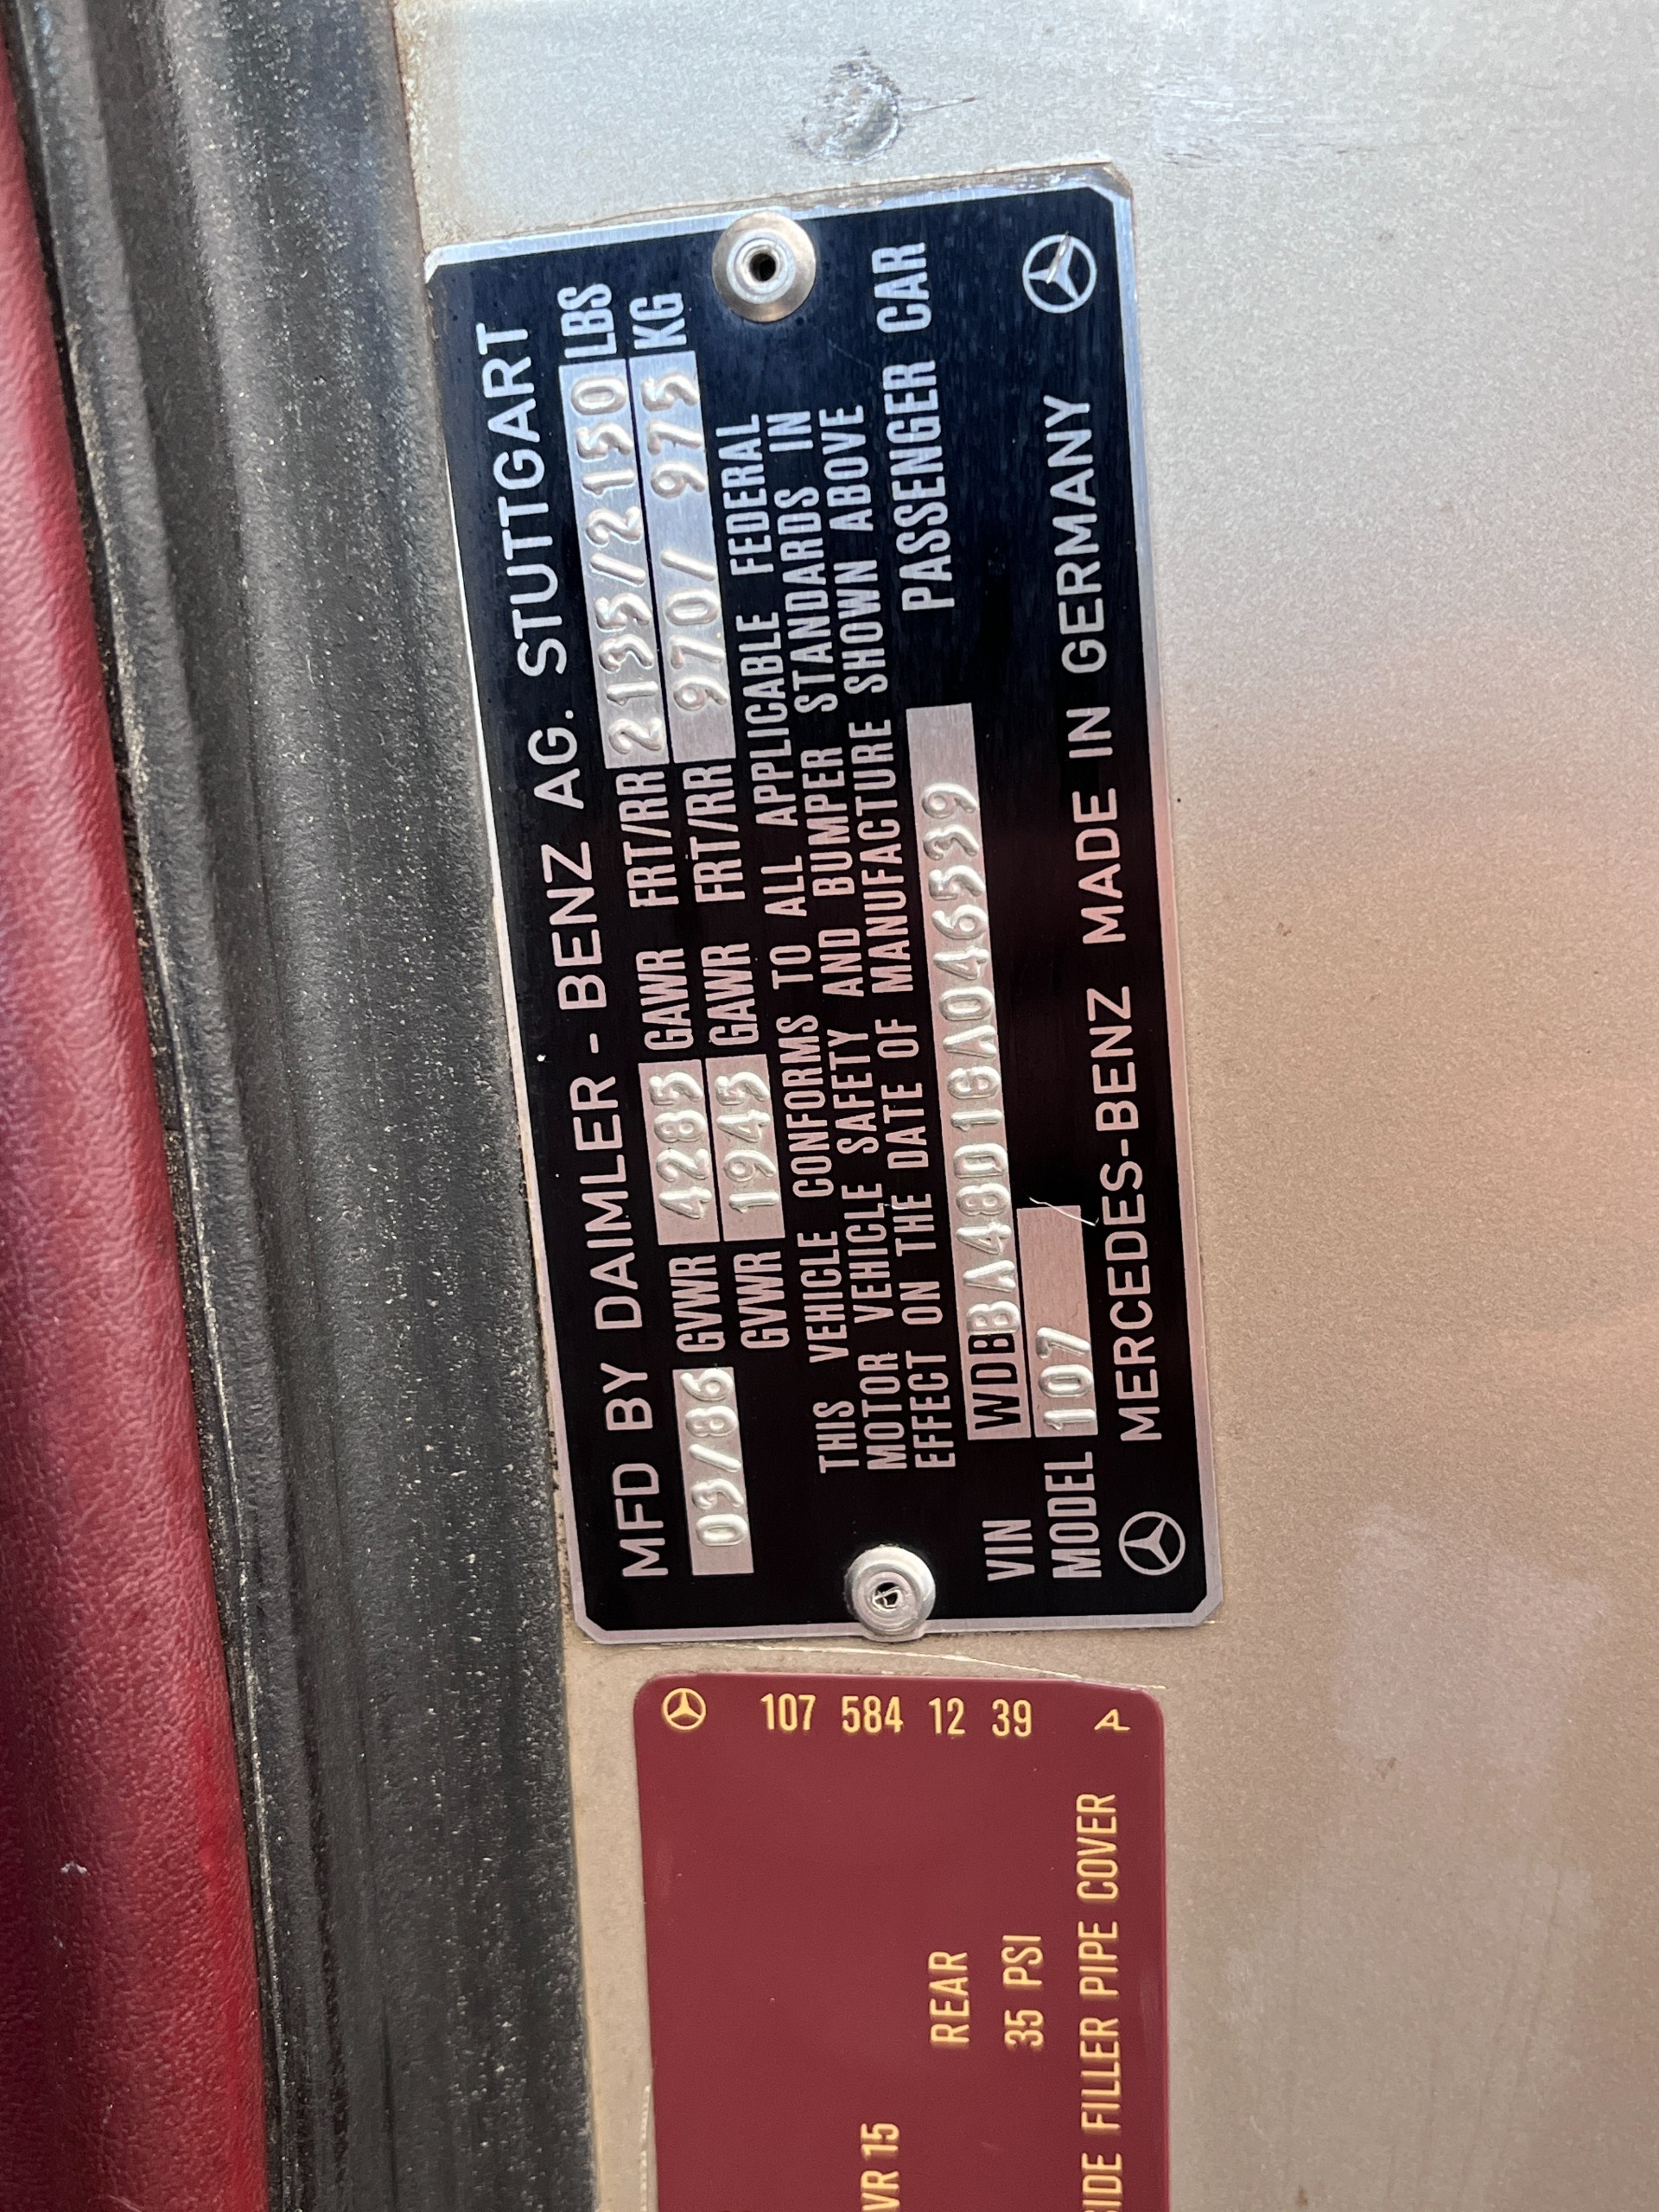 MFD BY DAIMLER - BENZ AG. STUTTGART
03/86 GVWR 4285 GAWR FRT/RR 2135/2150 LBS
GVWR 1945 GAWR FRT/RR 970/ 975 KG
THIS VEHICLE CONFORMS TO ALL APPLICABLE FEDERAL
MOTOR VEHICLE SAFETY AND BUMPER STANDARDS IN
EFFECT ON THE DATE OF MANUFACTURE SHOWN ABOVE
VIN WDBBA48D1GA046539 PASSENGER CAR
MODEL 107
MERCEDES-BENZ MADE IN GERMANY
107 584 12 39 A
VR 15
REAR
35 PSI
IDE FILLER PIPE COVER